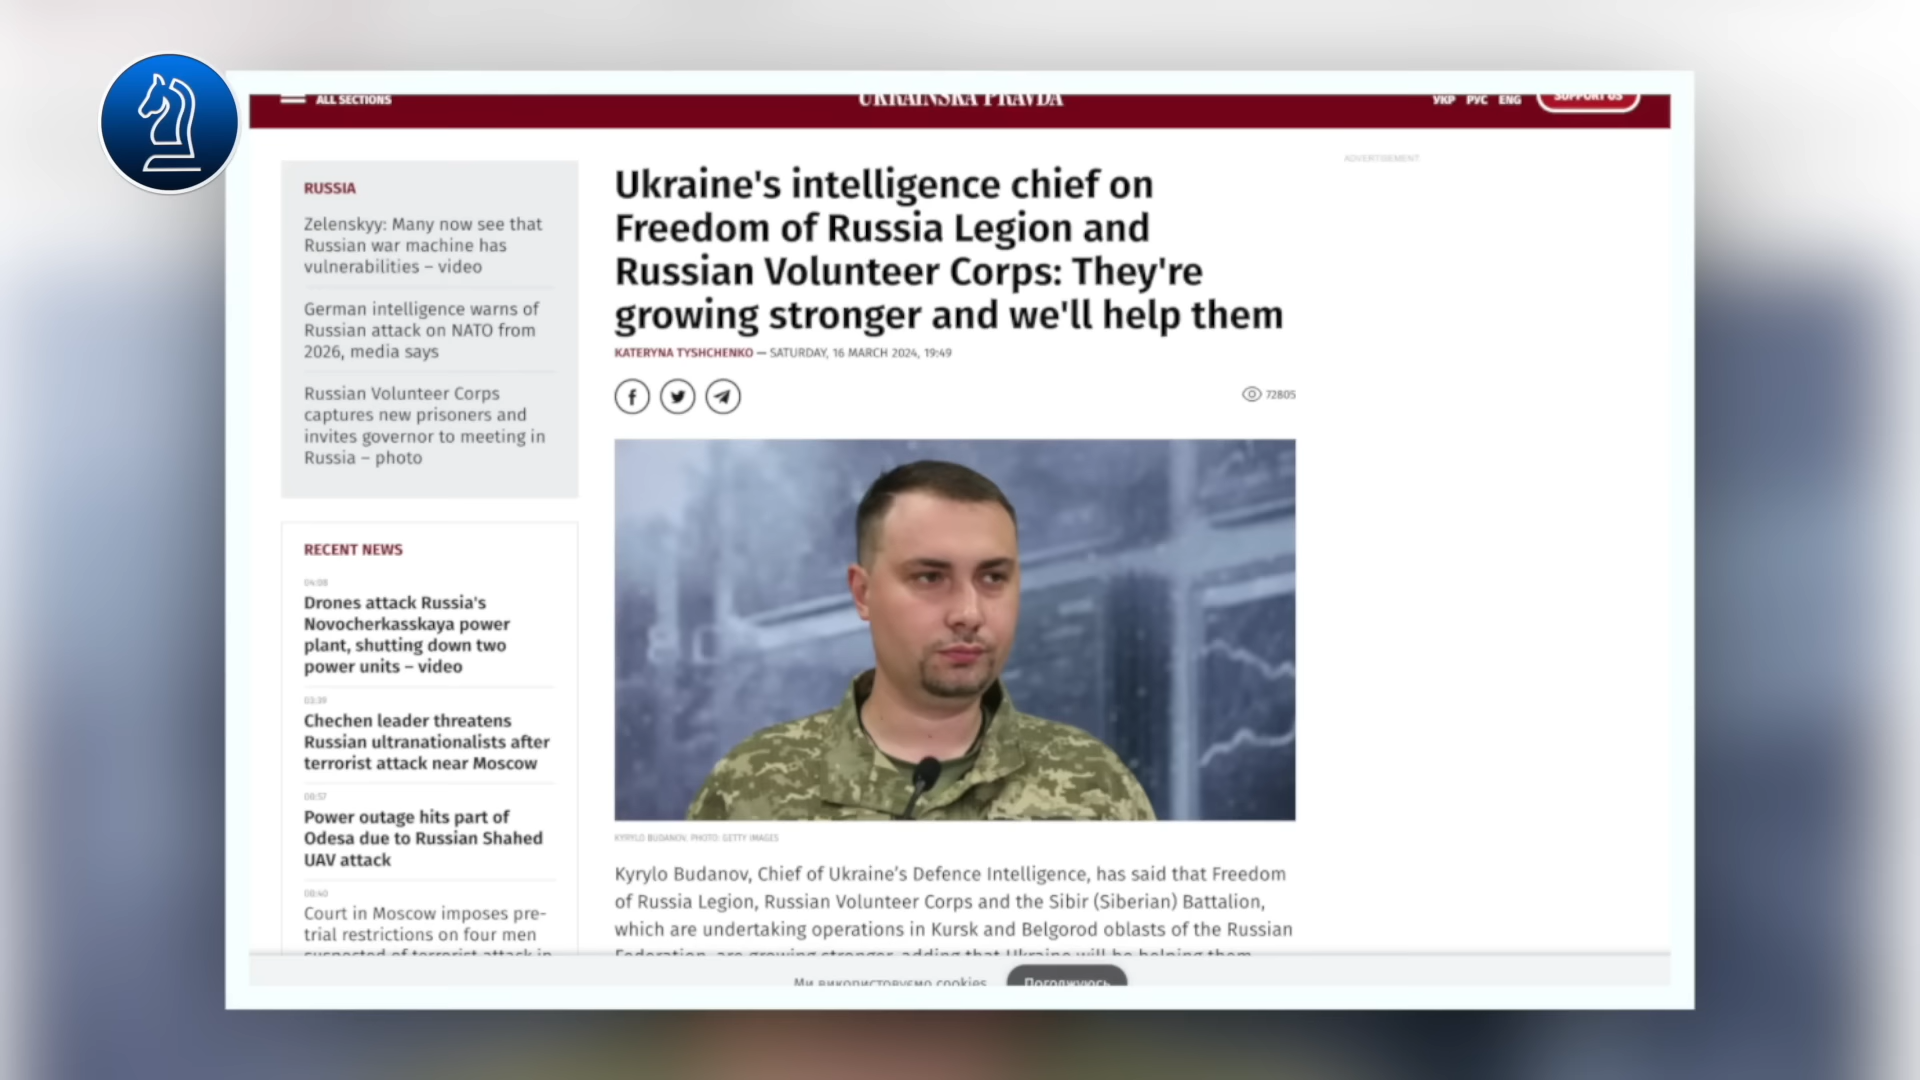 ALL SECTIONS
UKRAINSKA PRAVDA
УКР РУС ENG
SUPPORT US
RUSSIA
Zelenskyy: Many now see that
Russian war machine has
vulnerabilities – video
German intelligence warns of
Russian attack on NATO from
2026, media says
Russian Volunteer Corps
captures new prisoners and
invites governor to meeting in
Russia – photo
RECENT NEWS
04:08
Drones attack Russia's
Novocherkasskaya power
plant, shutting down two
power units – video
03:39
Chechen leader threatens
Russian ultranationalists after
terrorist attack near Moscow
Power outage hits part of
Odesa due to Russian Shahed
UAV attack
Court in Moscow imposes pre-
trial restrictions on four men
suspected of terrorist attack in
Ukraine's intelligence chief on
Freedom of Russia Legion and
Russian Volunteer Corps: They're
growing stronger and we'll help them
KATERYNA TYSHCHENKO — SATURDAY, 16 MARCH 2024, 19:49
72805
KYRYLO BUDANOV. PHOTO: GETTY IMAGES
Kyrylo Budanov, Chief of Ukraine’s Defence Intelligence, has said that Freedom
of Russia Legion, Russian Volunteer Corps and the Sibir (Siberian) Battalion,
which are undertaking operations in Kursk and Belgorod oblasts of the Russian
Federation, are growing stronger, adding that Ukraine will be helping them.
ADVERTISEMENT
Ми використовуємо cookies
Погоджуюсь